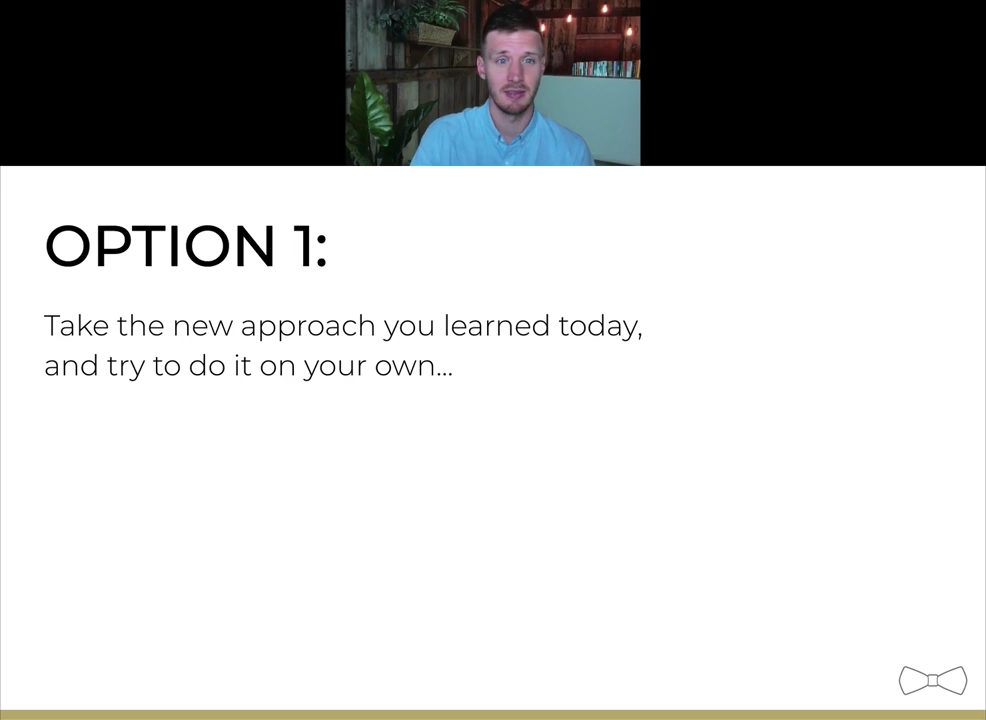 OPTION 1:
Take the new approach you learned today,
and try to do it on your own...